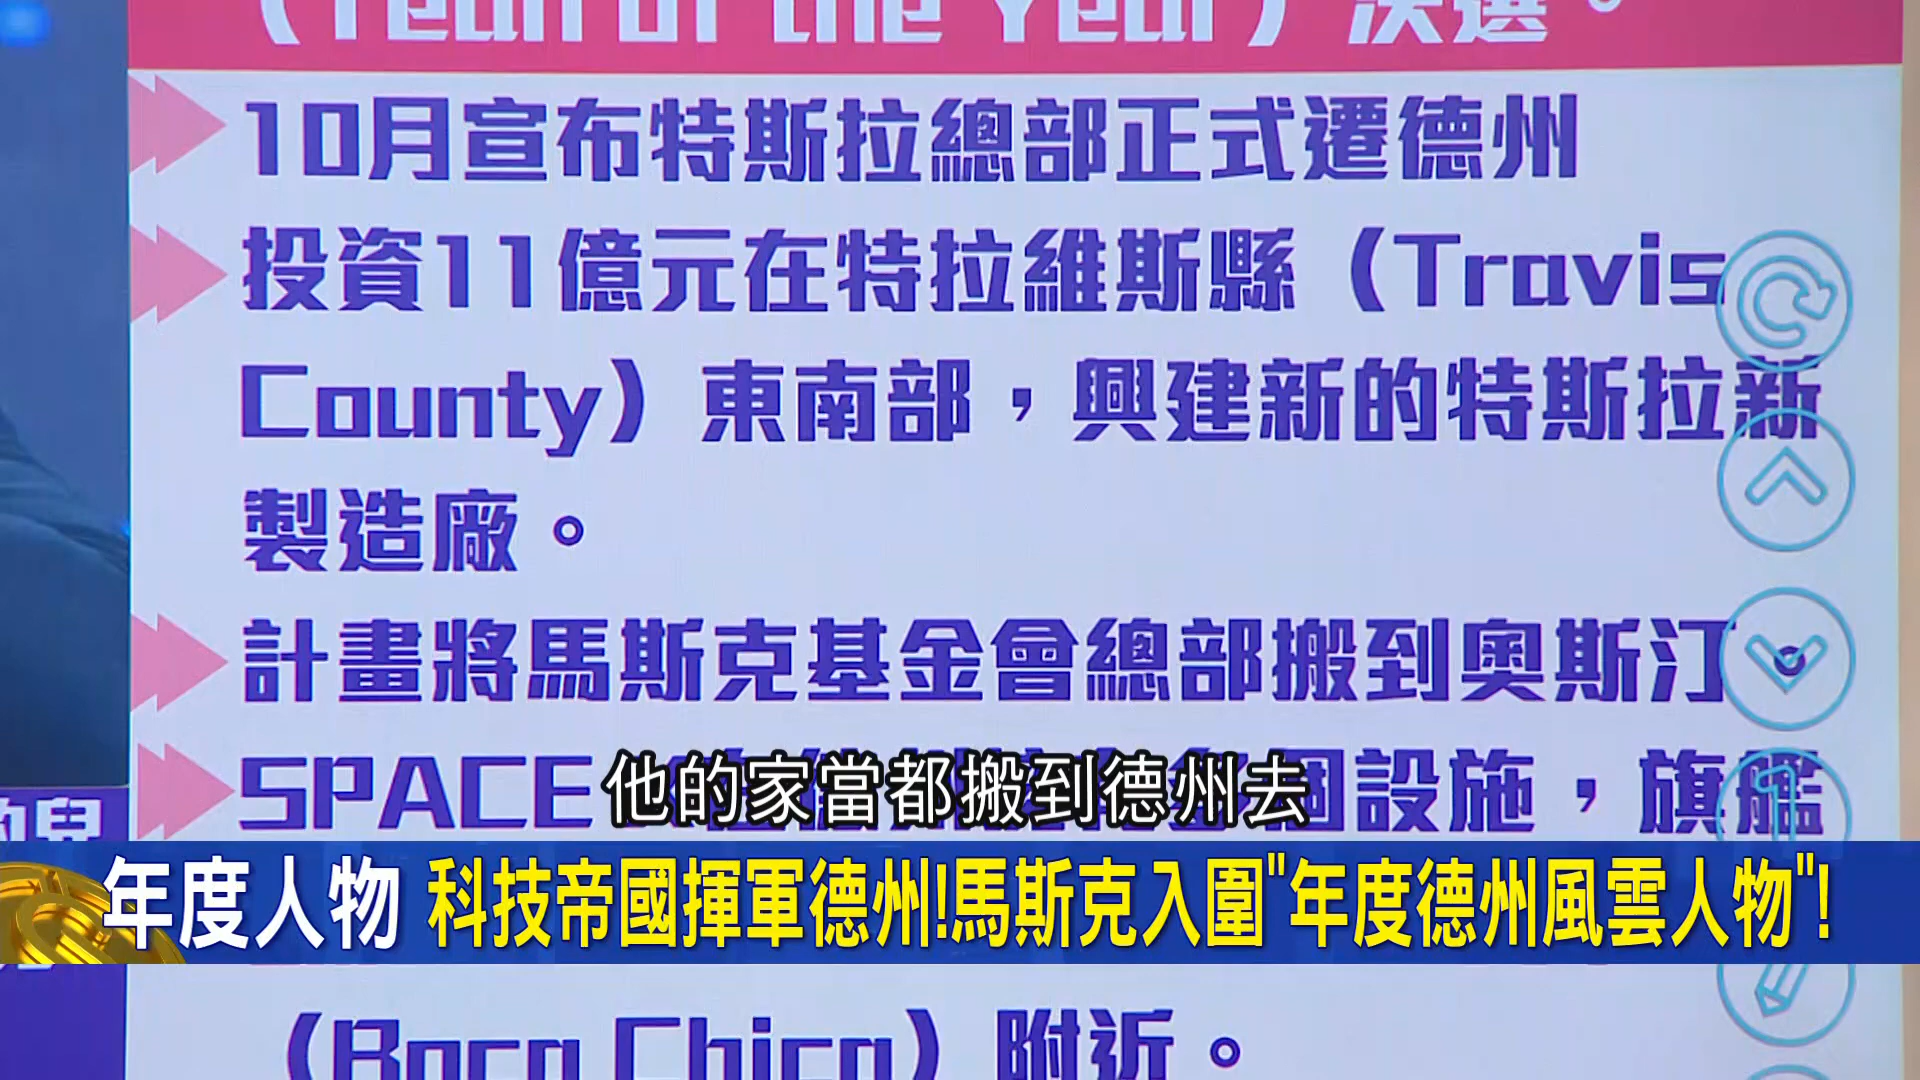 10月宣布特斯拉總部正式遷德州
投資11億元在特拉維斯縣（Travis
County）東南部，興建新的特斯拉新
製造廠。
計畫將馬斯克基金會總部搬到奧斯汀
SPACE 個設施，旗艦
他的家當都搬到德州去
年度人物 科技帝國揮軍德州!馬斯克入圍"年度德州風雲人物"!
（Boca Chica）附近。